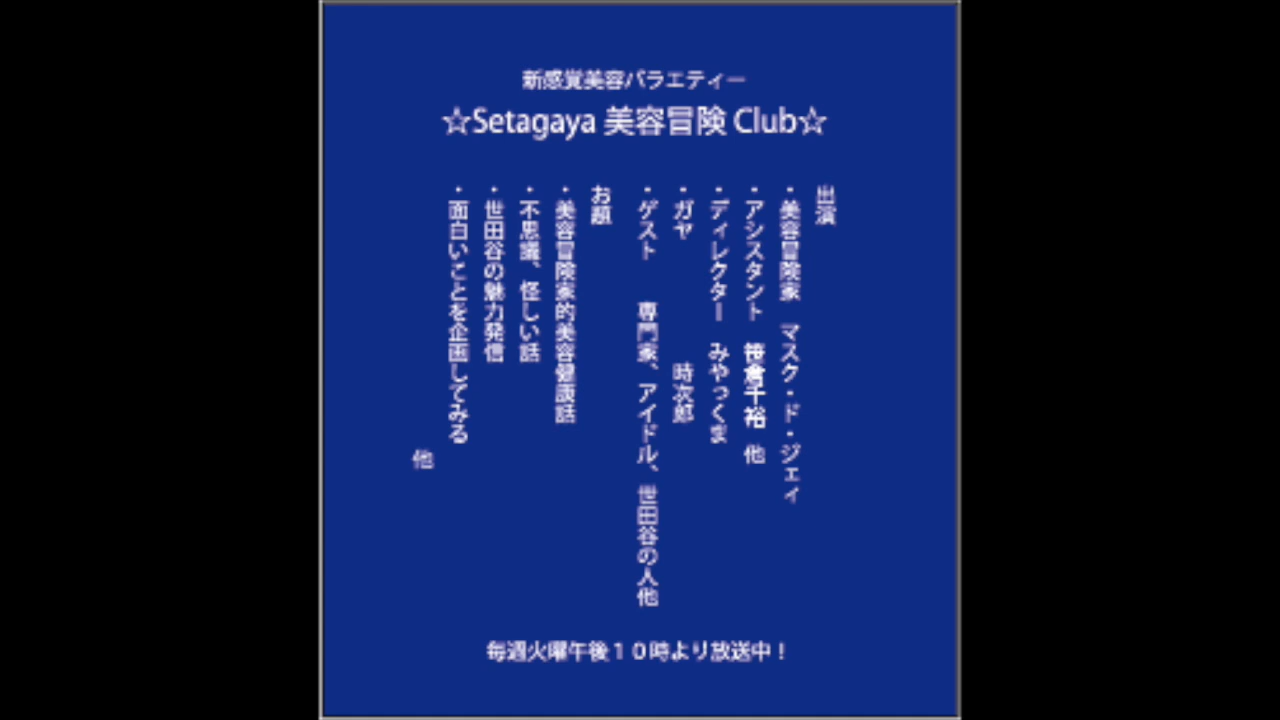 新感覚美容バラエティー
☆Setagaya 美容冒険 Club☆
出演
・美容冒険家 マスク・ド・ジェィ
・アシスタント 笹倉千裕 他
・ディレクター みやっくま
・ガヤ 時次郎
・ゲスト 専門家、アイドル、世田谷の人他
お題
・美容冒険家的美容健康話
・不思議、怪しい話
・世田谷の魅力発信
・面白いことを企画してみる
他
毎週火曜午後１０時より放送中！